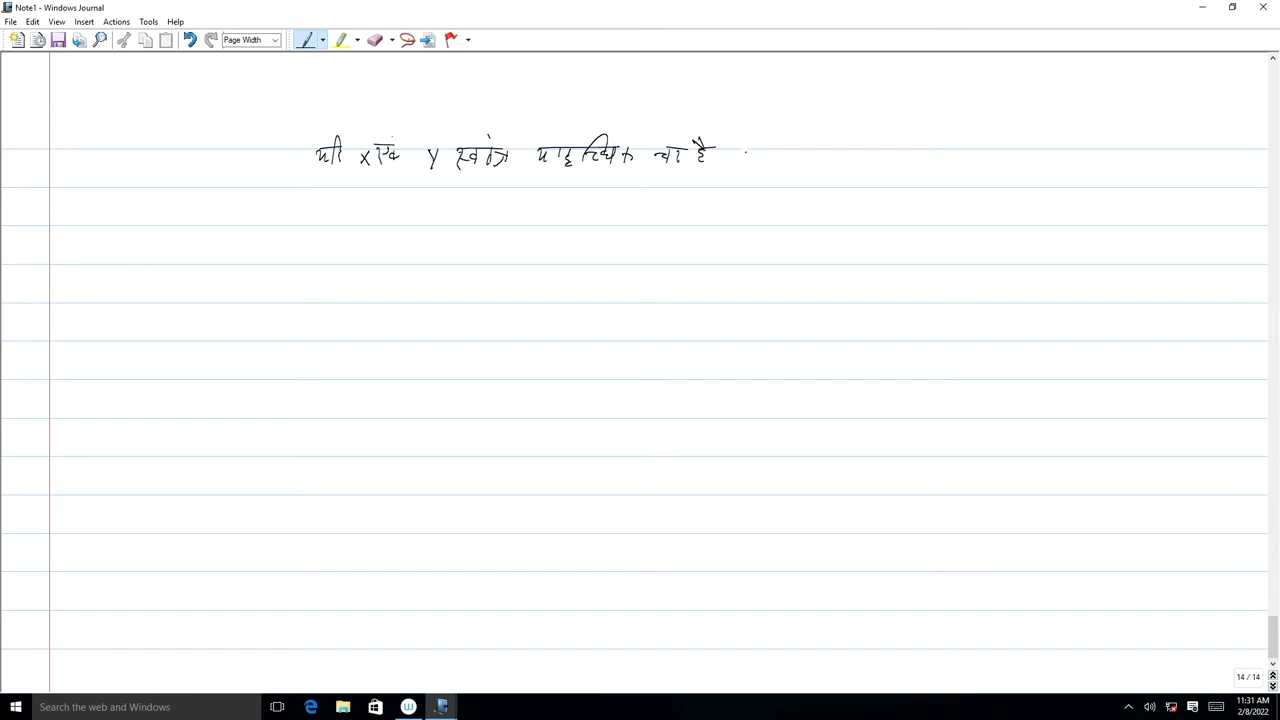 Note1 - Windows Journal
File Edit View Insert Actions Tools Help
Page Width
यदि X एवं Y स्वतंत्र यादृच्छिक चर है
14 / 14
Search the web and Windows
11:31 AM
2/8/2022